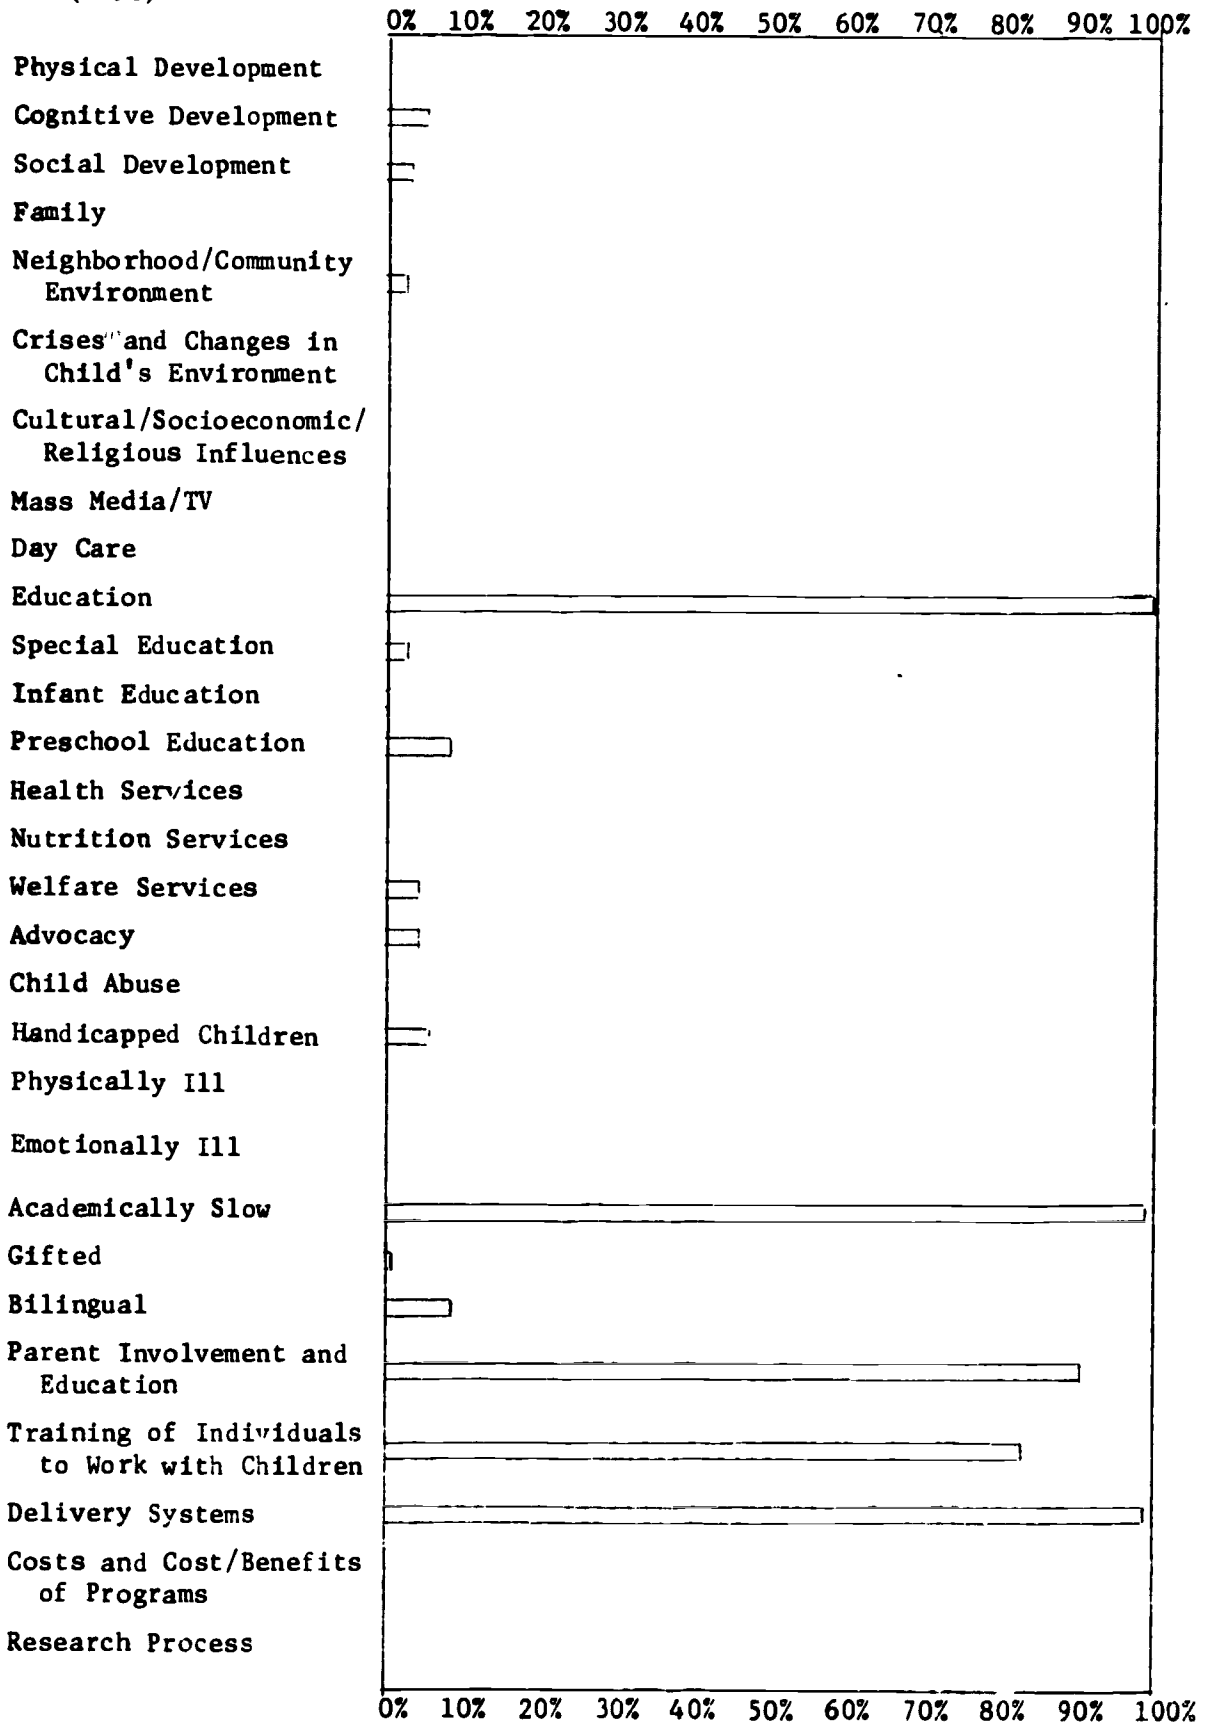 0% 10% 20% 30% 40% 50% 60% 70% 80% 90% 100%
Physical Development
Cognitive Development
Social Development
Family
Neighborhood/Community
Environment
Crises and Changes in
Child's Environment
Cultural/Socioeconomic/
Religious Influences
Mass Media/TV
Day Care
Education
Special Education
Infant Education
Preschool Education
Health Services
Nutrition Services
Welfare Services
Advocacy
Child Abuse
Handicapped Children
Physically Ill
Emotionally Ill
Academically Slow
Gifted
Bilingual
Parent Involvement and
Education
Training of Individuals
to Work with Children
Delivery Systems
Costs and Cost/Benefits
of Programs
Research Process
0% 10% 20% 30% 40% 50% 60% 70% 80% 90% 100%